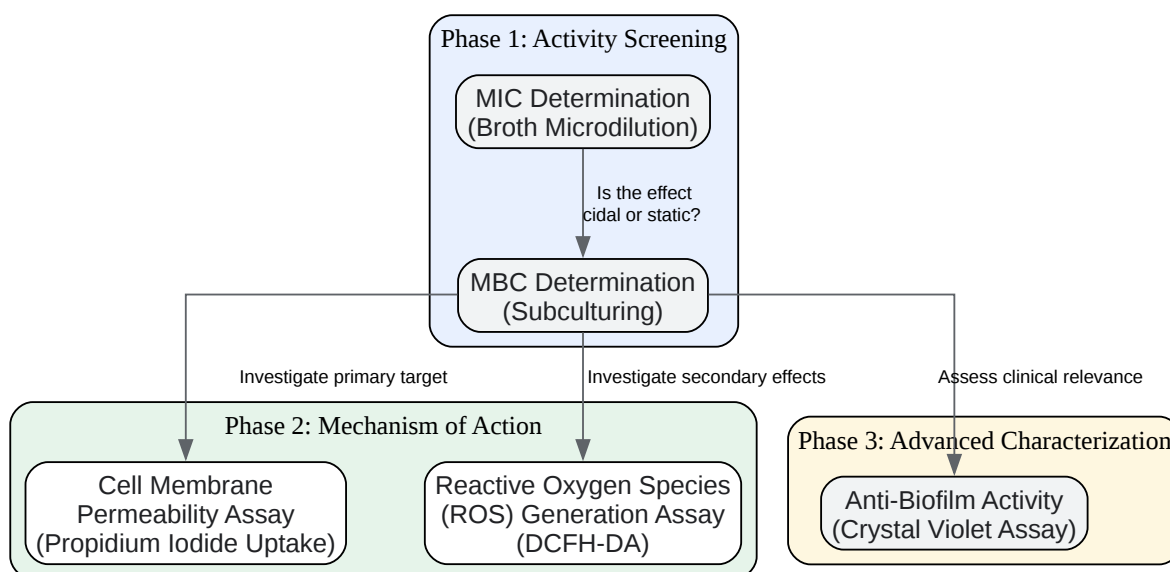 Phase 1: Activity Screening
MIC Determination
(Broth Microdilution)
Is the effect
cidal or static?
MBC Determination
(Subculturing)
Investigate primary target
Investigate secondary effects
Assess clinical relevance
Phase 2: Mechanism of Action
Cell Membrane
Permeability Assay
(Propidium Iodide Uptake)
Reactive Oxygen Species
(ROS) Generation Assay
(DCFH-DA)
Phase 3: Advanced Characterization
Anti-Biofilm Activity
(Crystal Violet Assay)